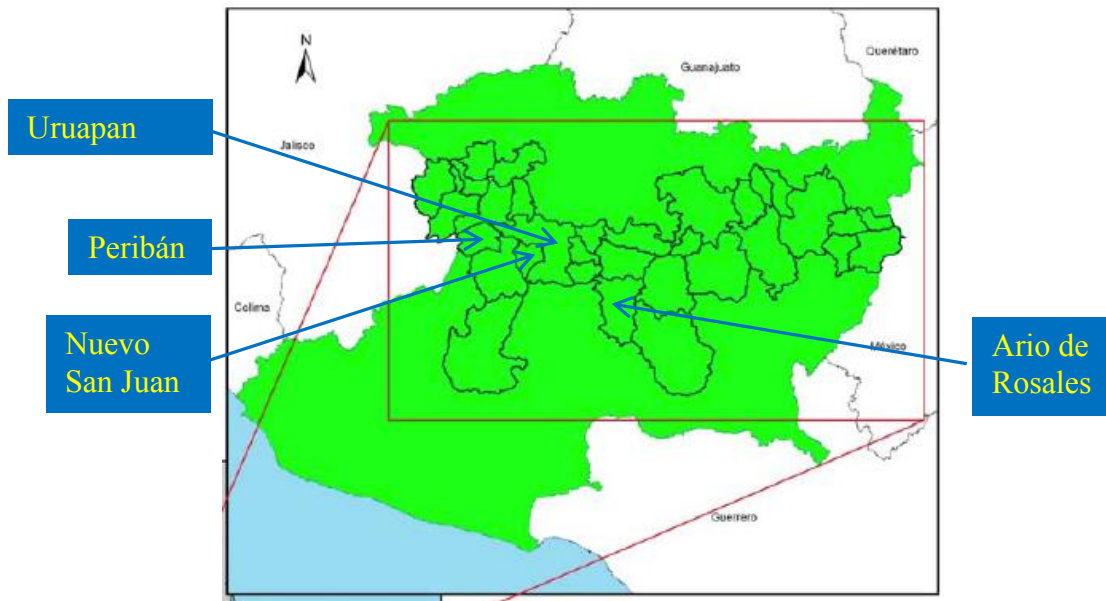 N
Querétaro
Guanajuato
Uruapan
Jalisco
Peribán
Colima
Nuevo
San Juan
México
Ario de
Rosales
Guerrero